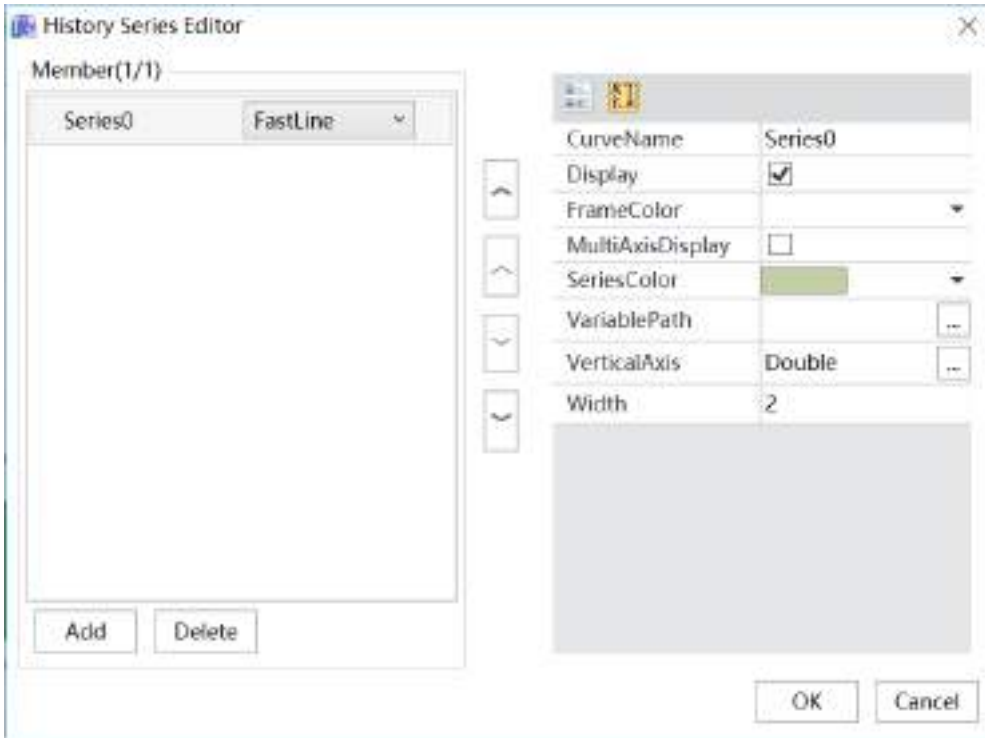 History Series Editor
Member(1/1)
Series0 FastLine
CurveName Series0
Display
FrameColor
MultiAxisDisplay
SeriesColor
VariablePath ...
VerticalAxis Double ...
Width 2
Add Delete
OK Cancel